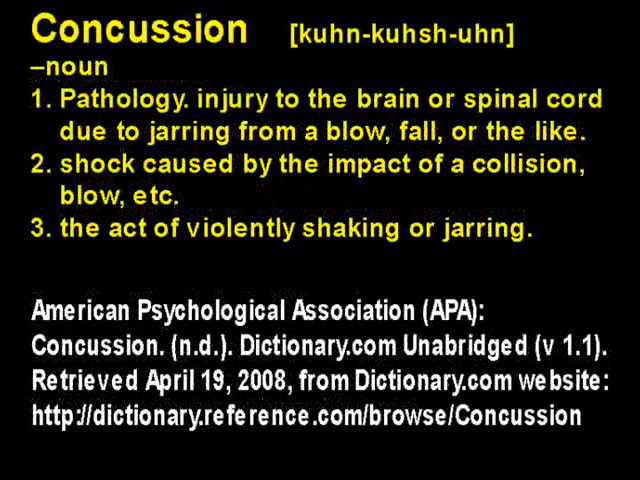 Concussion [kuhn-kuhsh-uhn]
–noun
1. Pathology. injury to the brain or spinal cord
due to jarring from a blow, fall, or the like.
2. shock caused by the impact of a collision,
blow, etc.
3. the act of violently shaking or jarring.
American Psychological Association (APA):
Concussion. (n.d.). Dictionary.com Unabridged (v 1.1).
Retrieved April 19, 2008, from Dictionary.com website:
http://dictionary.reference.com/browse/Concussion